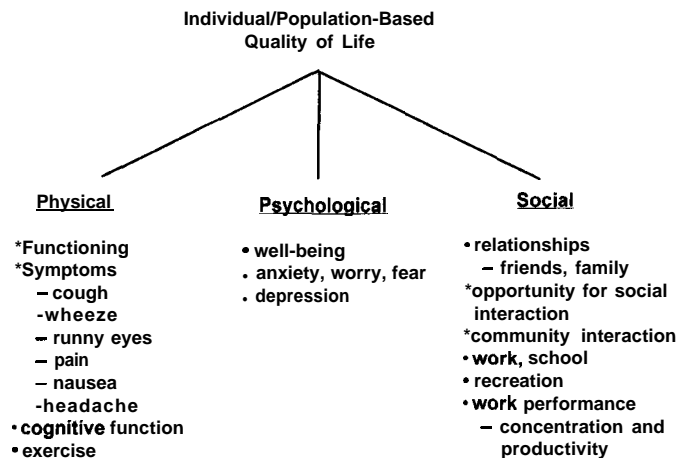 Individual/Population-Based
Quality of Life
Physical
*Functioning
*Symptoms
– cough
-wheeze
– runny eyes
– pain
– nausea
-headache
• cognitive function
• exercise
Psychological
• well-being
. anxiety, worry, fear
. depression
Social
• relationships
– friends, family
*opportunity for social
interaction
*community interaction
• work, school
• recreation
• work performance
– concentration and
productivity